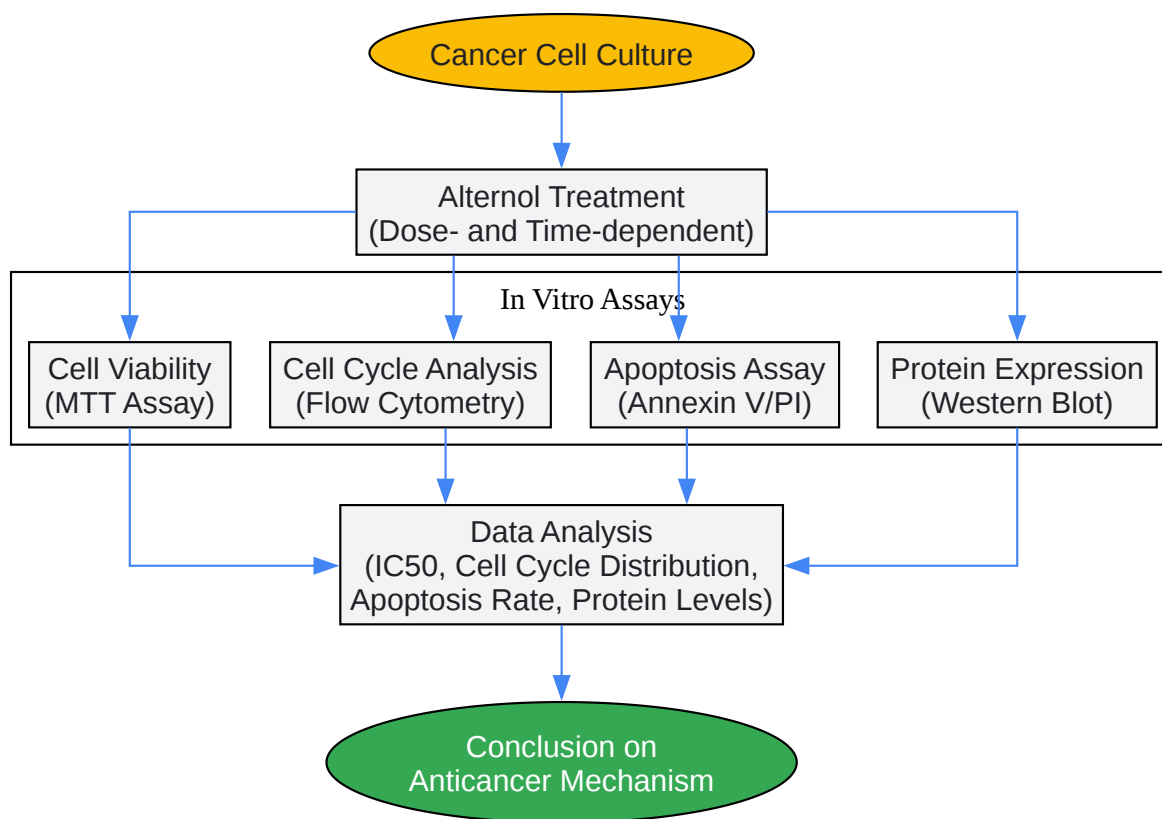 Cancer Cell Culture
Alternol Treatment
(Dose- and Time-dependent)
In Vitro Assays
Cell Viability
(MTT Assay)
Cell Cycle Analysis
(Flow Cytometry)
Apoptosis Assay
(Annexin V/PI)
Protein Expression
(Western Blot)
Data Analysis
(IC50, Cell Cycle Distribution,
Apoptosis Rate, Protein Levels)
Conclusion on
Anticancer Mechanism